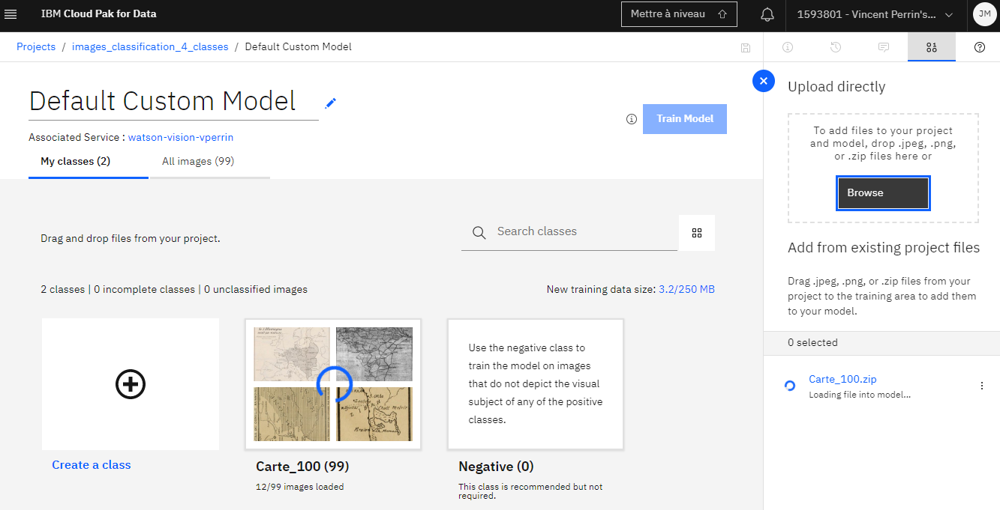 IBM Cloud Pak for Data
Mettre à niveau
1593801 - Vincent Perrin's...
JM
Projects / images_classification_4_classes / Default Custom Model
Default Custom Model
Train Model
Associated Service : watson-vision-vperrin
My classes (2)
All images (99)
Drag and drop files from your project.
Search classes
2 classes | 0 incomplete classes | 0 unclassified images
New training data size: 3.2/250 MB
Create a class
Carte_100 (99)
12/99 images loaded
Use the negative class to
train the model on images
that do not depict the visual
subject of any of the positive
classes.
Negative (0)
This class is recommended but not
required.
Upload directly
To add files to your project
and model, drop .jpeg, .png,
or .zip files here or
Browse
Add from existing project files
Drag .jpeg, .png, or .zip files from your
project to the training area to add them
to your model.
0 selected
Carte_100.zip
Loading file into model...